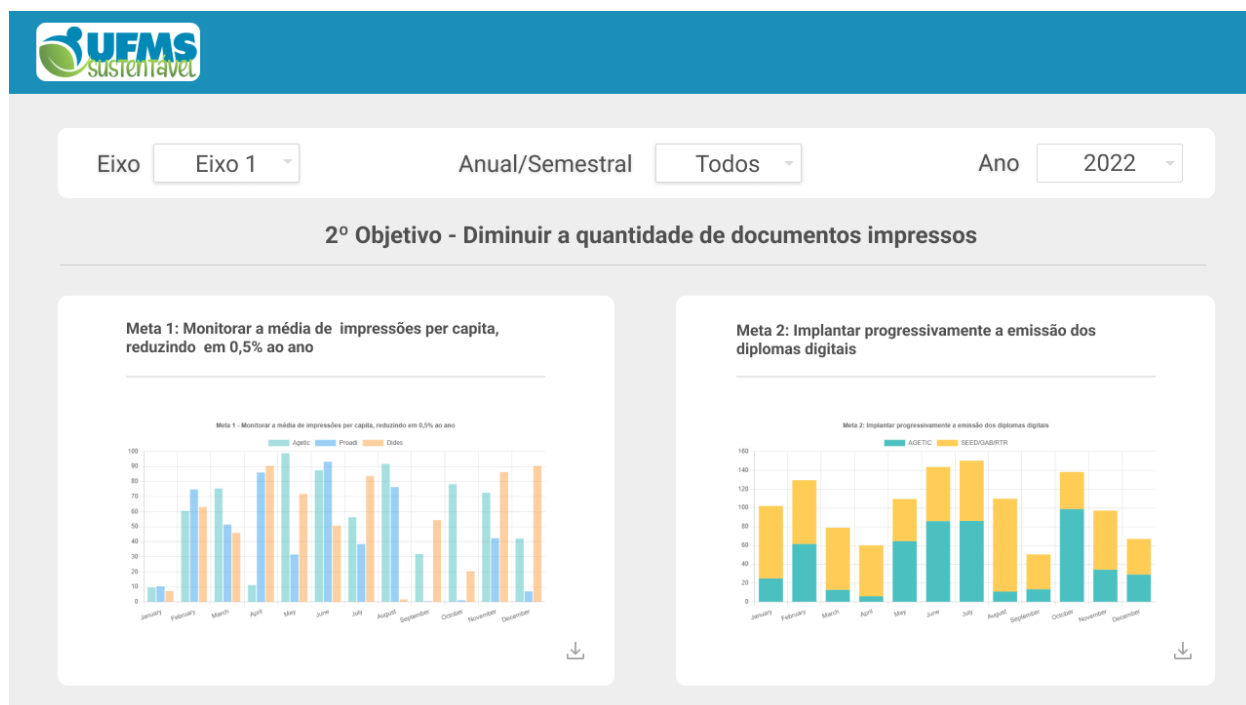 UFMS
sustentável
Eixo Eixo 1 Anual/Semestral Todos Ano 2022
2º Objetivo - Diminuir a quantidade de documentos impressos
Meta 1: Monitorar a média de impressões per capita,
reduzindo em 0,5% ao ano
Meta 1 - Monitorar a média de impressões per capita, reduzindo em 0,5% ao ano
Agetic Proadi Dides
100
90
80
70
60
50
40
30
20
10
0
January February March April May June July August September October November December
Meta 2: Implantar progressivamente a emissão dos
diplomas digitais
Meta 2: Implantar progressivamente a emissão dos diplomas digitais
AGETIC SEED/GAB/RTR
160
140
120
100
80
60
40
20
0
January February March April May June July August September October November December